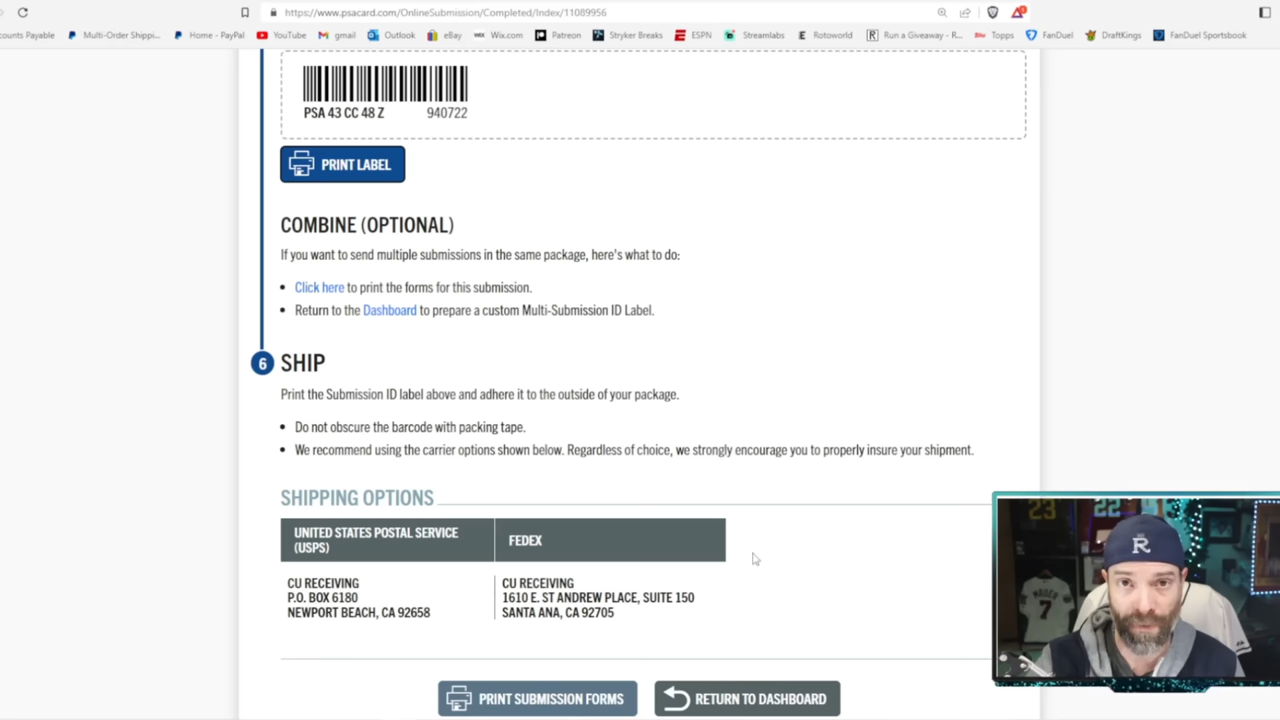 https://www.psacard.com/OnlineSubmission/Completed/Index/11089956
counts Payable
Multi-Order Shippi...
Home - PayPal
YouTube
gmail
Outlook
eBay
Wix.com
Patreon
Stryker Breaks
ESPN
Streamlabs
Rotoworld
Run a Giveaway - R...
Topps
FanDuel
DraftKings
FanDuel Sportsbook
PSA 43 CC 48 Z 940722
PRINT LABEL
COMBINE (OPTIONAL)
If you want to send multiple submissions in the same package, here's what to do:
• Click here to print the forms for this submission.
• Return to the Dashboard to prepare a custom Multi-Submission ID Label.
6 SHIP
Print the Submission ID label above and adhere it to the outside of your package.
• Do not obscure the barcode with packing tape.
• We recommend using the carrier options shown below. Regardless of choice, we strongly encourage you to properly insure your shipment.
SHIPPING OPTIONS
UNITED STATES POSTAL SERVICE
(USPS)
FEDEX
CU RECEIVING
P.O. BOX 6180
NEWPORT BEACH, CA 92658
CU RECEIVING
1610 E. ST ANDREW PLACE, SUITE 150
SANTA ANA, CA 92705
23
22
R
7
PRINT SUBMISSION FORMS
RETURN TO DASHBOARD